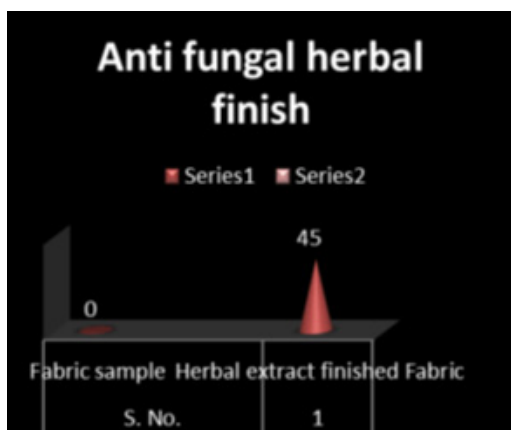 Anti fungal herbal
finish
Series1 Series2
45
0
Fabric sample Herbal extract finished Fabric
S. No. 1